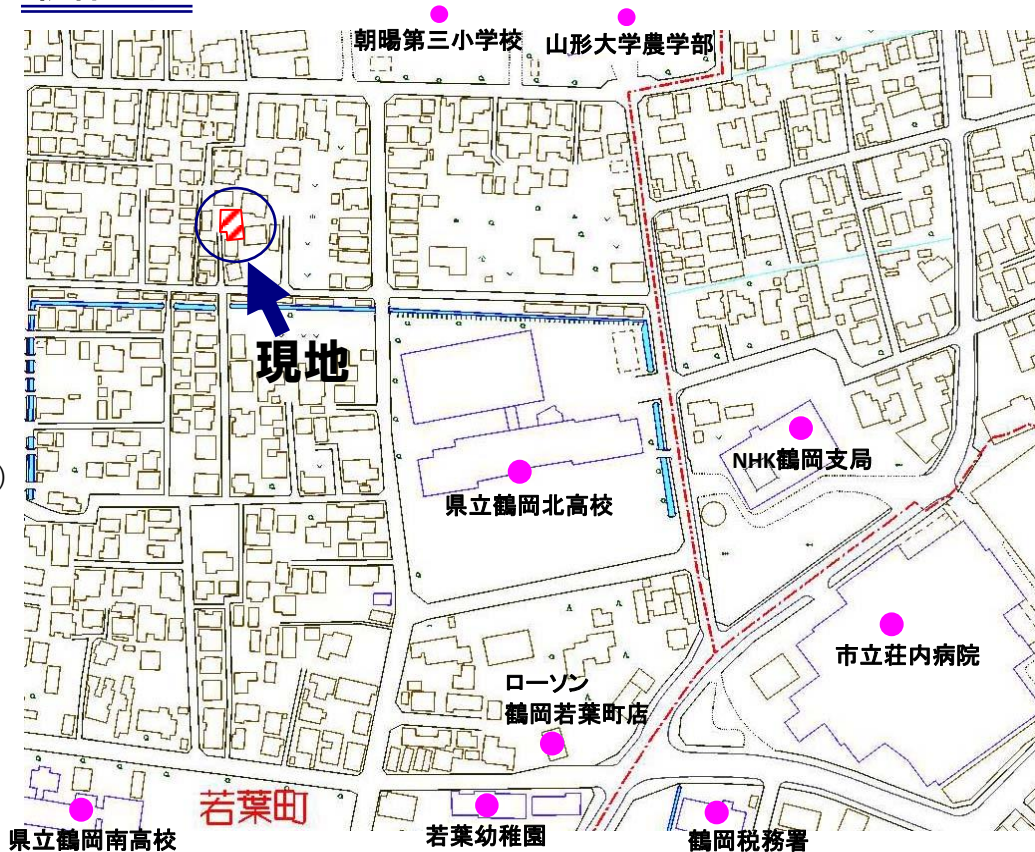 朝暘第三小学校
山形大学農学部
現地
NHK鶴岡支局
県立鶴岡北高校
市立荘内病院
ローソン
鶴岡若葉町店
若葉町
県立鶴岡南高校
若葉幼稚園
鶴岡税務署
)